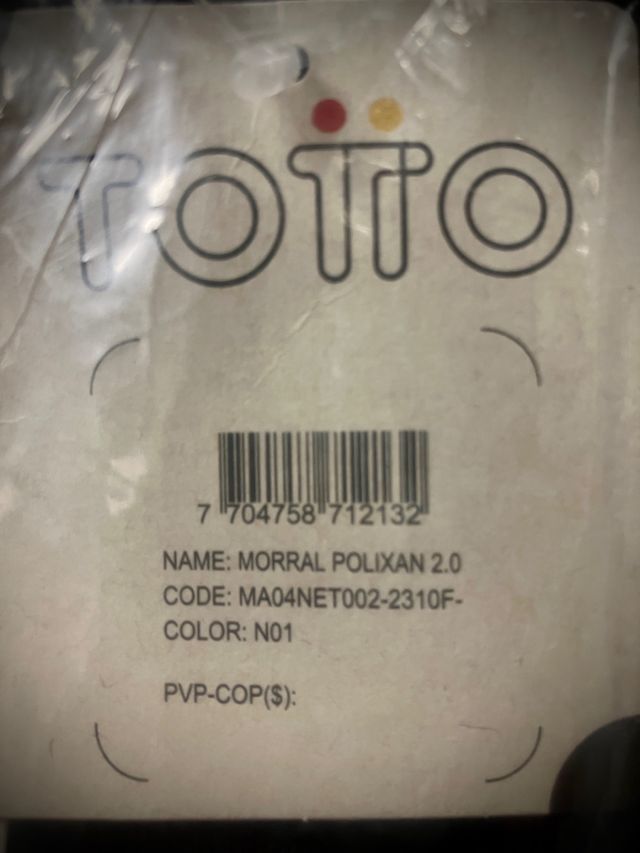 TOTTO
7 704758 712132
NAME: MORRAL POLIXAN 2.0
CODE: MA04NET002-2310F-
COLOR: N01
PVP-COP($):